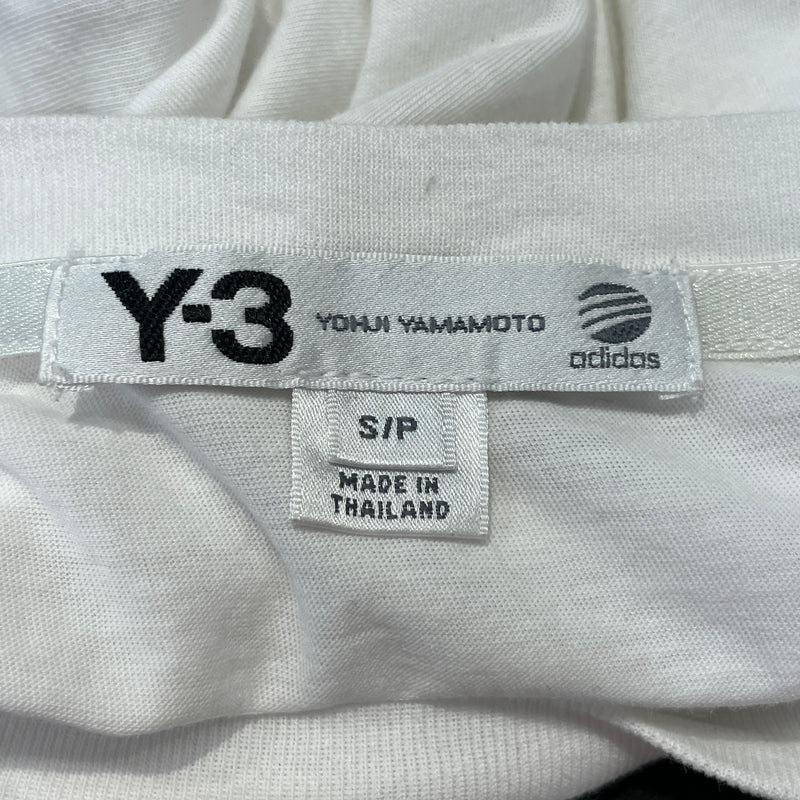 Y-3 YOHJI YAMAMOTO adidas
S/P
MADE IN
THAILAND